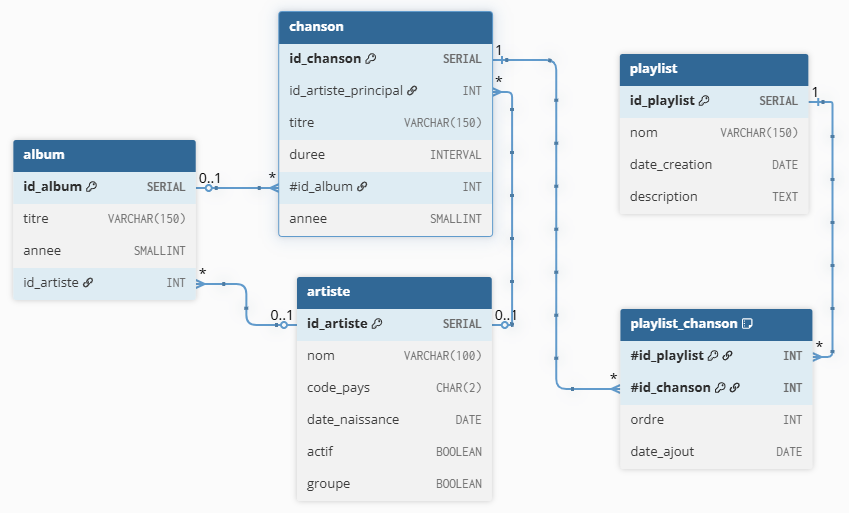 chanson
id_chanson SERIAL
id_artiste_principal INT
titre VARCHAR(150)
duree INTERVAL
#id_album INT
annee SMALLINT
1
*
*
playlist
id_playlist SERIAL
nom VARCHAR(150)
date_creation DATE
description TEXT
1
album
id_album SERIAL
titre VARCHAR(150)
annee SMALLINT
id_artiste INT
0..1
*
artiste
id_artiste SERIAL
nom VARCHAR(100)
code_pays CHAR(2)
date_naissance DATE
actif BOOLEAN
groupe BOOLEAN
0..1
0..1
playlist_chanson
#id_playlist INT
#id_chanson INT
ordre INT
date_ajout DATE
*
*